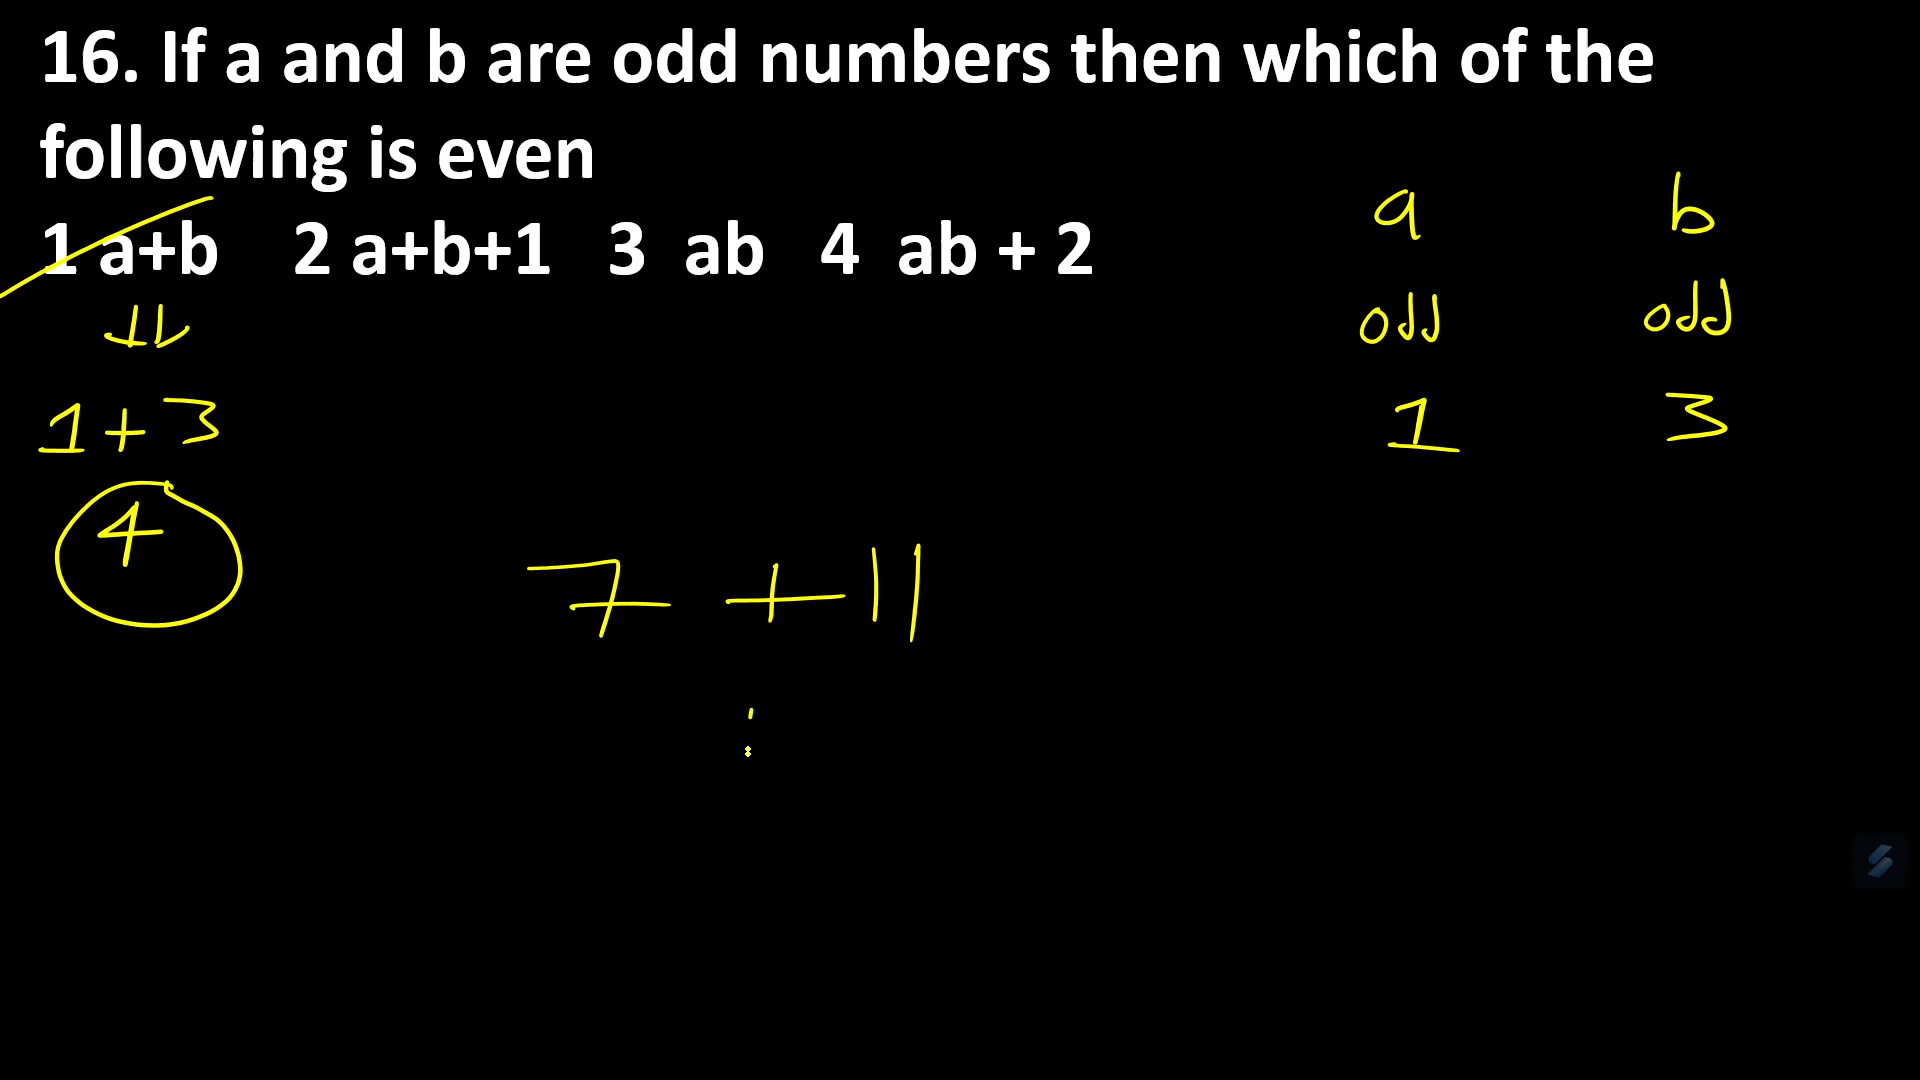 16. If a and b are odd numbers then which of the
following is even
1 a+b 2 a+b+1 3 ab 4 ab + 2
a b
odd odd
1+3 1 3
4
7 +11